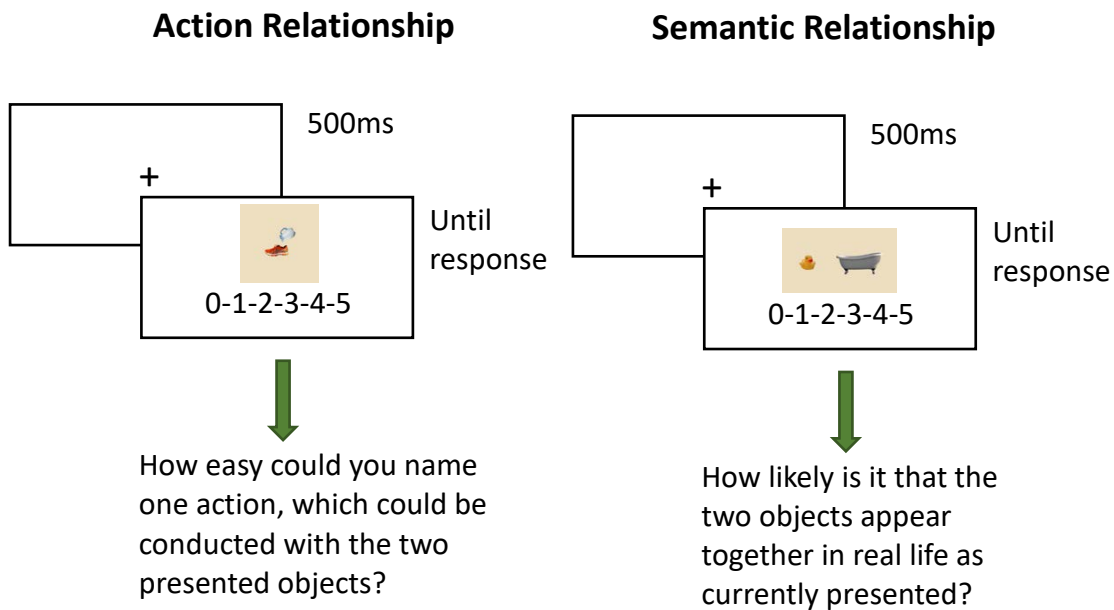 Action Relationship
500ms
+
Until
response
0-1-2-3-4-5
How easy could you name
one action, which could be
conducted with the two
presented objects?
Semantic Relationship
500ms
+
Until
response
0-1-2-3-4-5
How likely is it that the
two objects appear
together in real life as
currently presented?